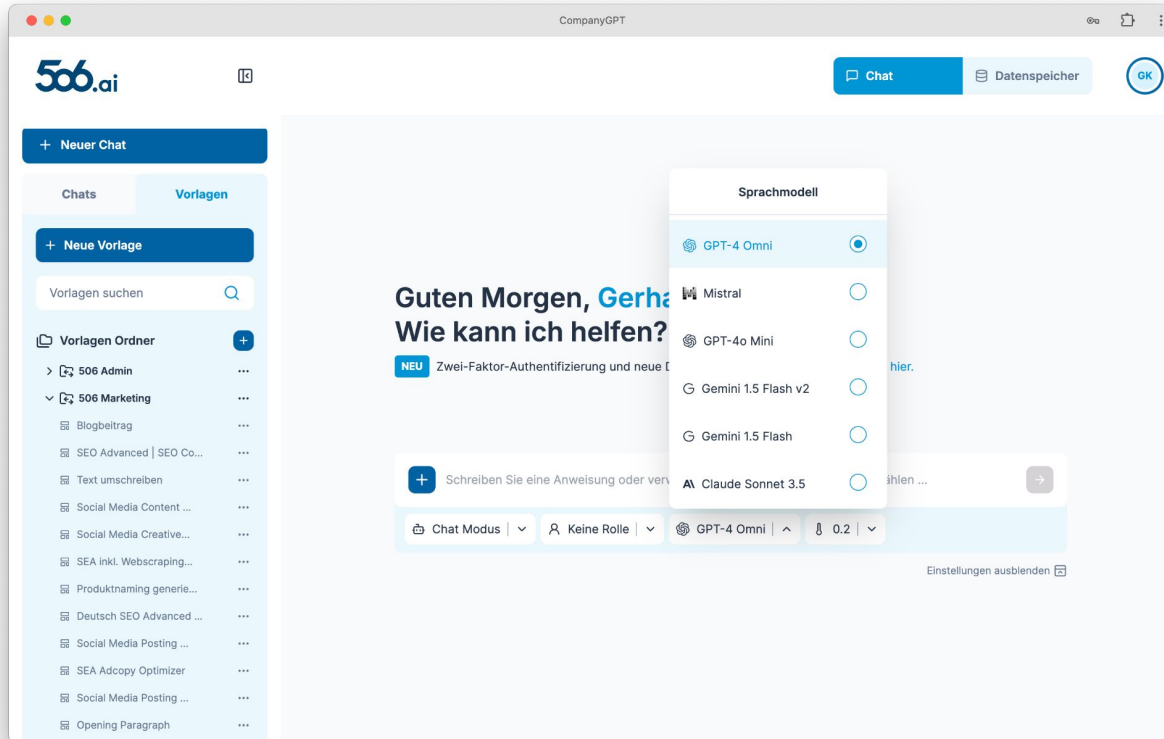 CompanyGPT
506.ai
Chat
Datenspeicher
GK
+ Neuer Chat
Chats
Vorlagen
+ Neue Vorlage
Vorlagen suchen
Vorlagen Ordner
506 Admin
506 Marketing
Blogbeitrag
SEO Advanced | SEO Co...
Text umschreiben
Social Media Content ...
Social Media Creative...
SEA inkl. Webscraping...
Produktnaming generie...
Deutsch SEO Advanced ...
Social Media Posting ...
SEA Adcopy Optimizer
Social Media Posting ...
Opening Paragraph
Guten Morgen,
Wie kann ich helfen?
NEU Zwei-Faktor-Authentifizierung und neue
hier.
Sprachmodell
GPT-4 Omni
Mistral
GPT-4o Mini
Gemini 1.5 Flash v2
Gemini 1.5 Flash
Claude Sonnet 3.5
Schreiben Sie eine Anweisung oder
Chat Modus
Keine Rolle
GPT-4 Omni
0.2
Einstellungen ausblenden